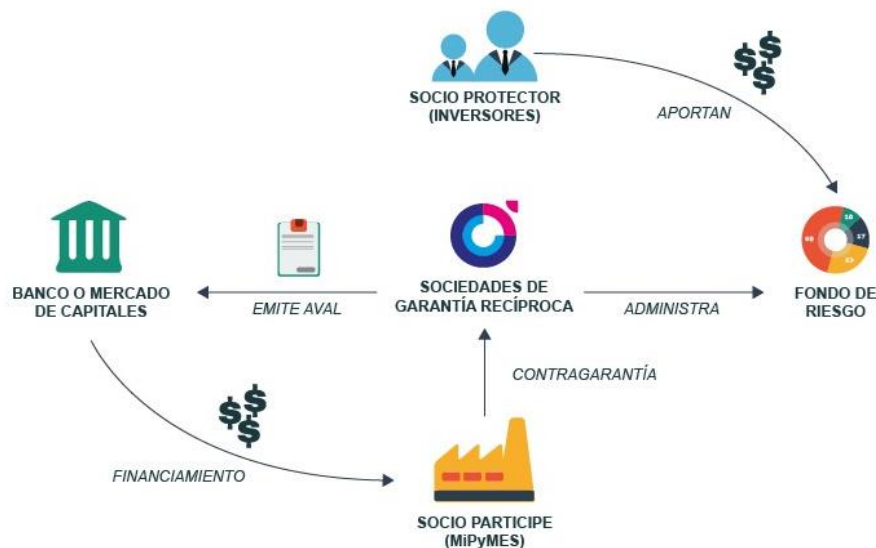 $ $ $
SOCIO PROTECTOR
(INVERSORES)
APORTAN
BANCO O MERCADO
DE CAPITALES
EMITE AVAL
SOCIEDADES DE
GARANTÍA RECÍPROCA
ADMINISTRA
17
FONDO DE
RIESGO
CONTRAGARANTÍA
$ $ $
FINANCIAMIENTO
SOCIO PARTICIPE
(MiPyMES)